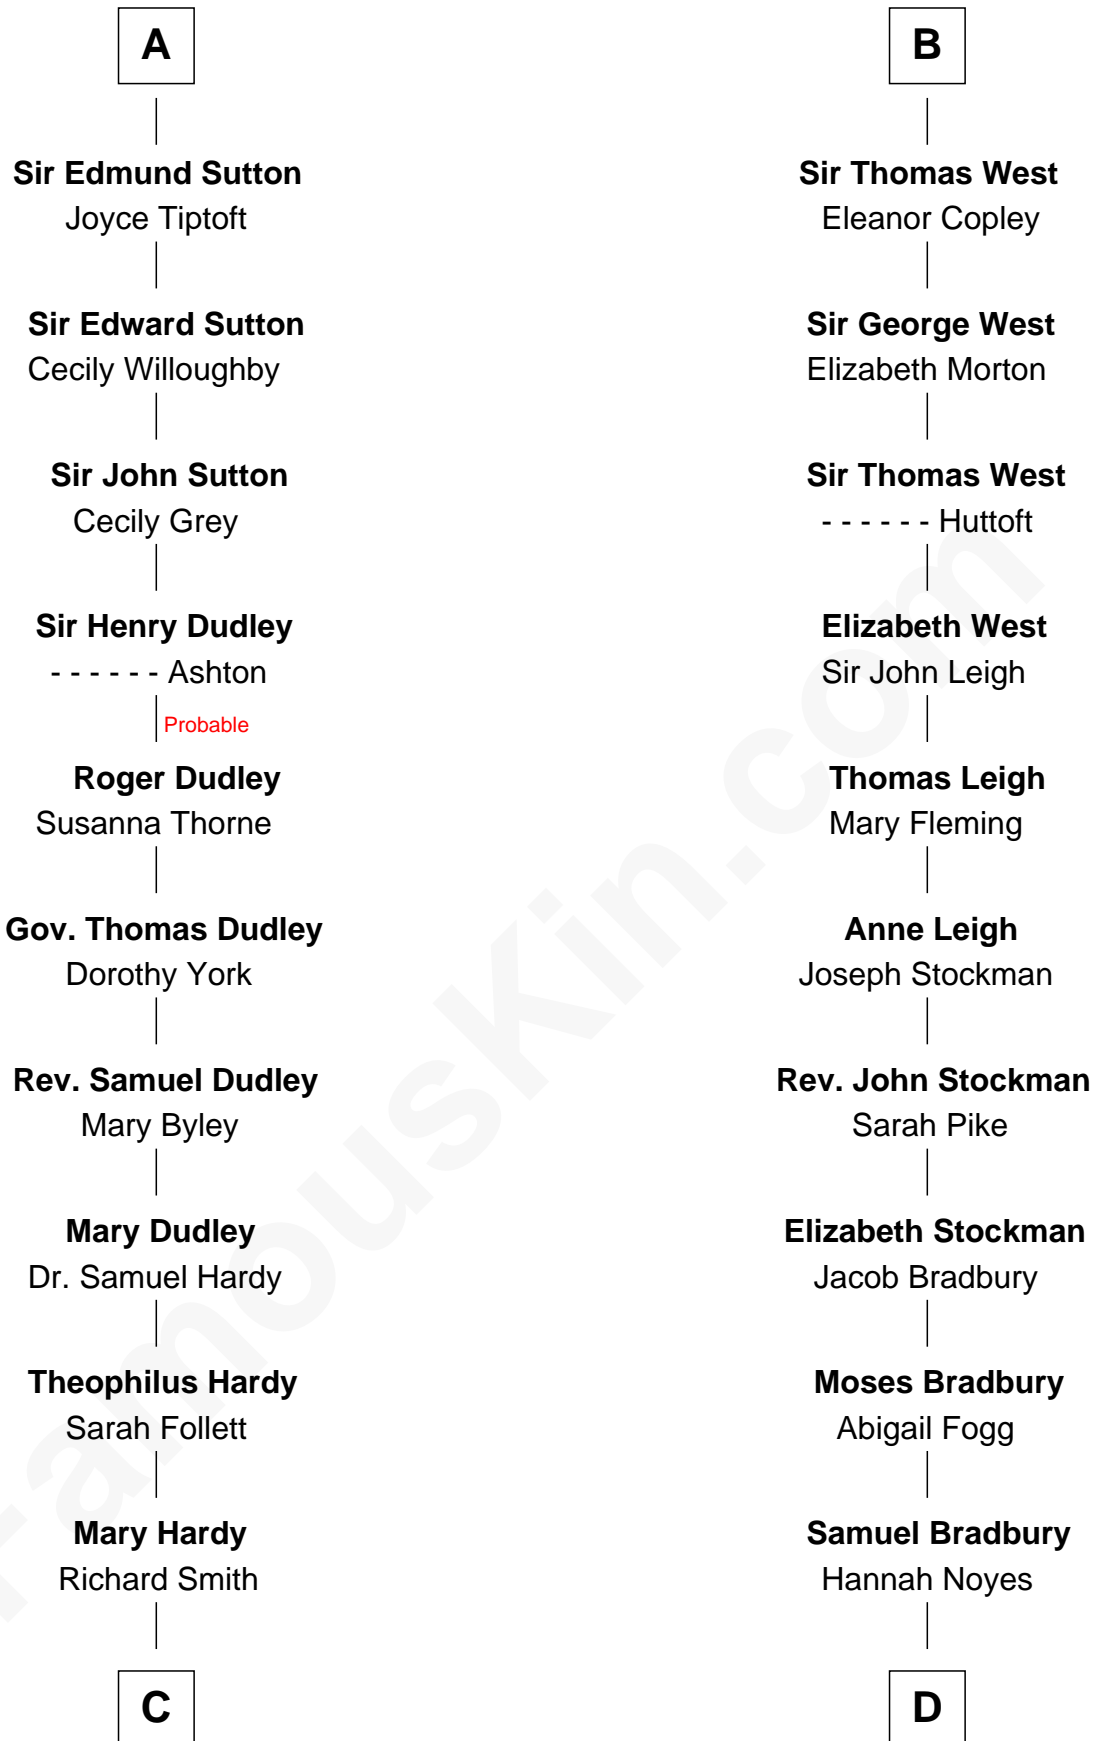 A
Sir Edmund Sutton
Joyce Tiptoft
Sir Edward Sutton
Cecily Willoughby
Sir John Sutton
Cecily Grey
Sir Henry Dudley
- - - - - - Ashton
Probable
Roger Dudley
Susanna Thorne
Gov. Thomas Dudley
Dorothy York
Rev. Samuel Dudley
Mary Byley
Mary Dudley
Dr. Samuel Hardy
Theophilus Hardy
Sarah Follett
Mary Hardy
Richard Smith
C
B
Sir Thomas West
Eleanor Copley
Sir George West
Elizabeth Morton
Sir Thomas West
- - - - - - Huttoft
Elizabeth West
Sir John Leigh
Thomas Leigh
Mary Fleming
Anne Leigh
Joseph Stockman
Rev. John Stockman
Sarah Pike
Elizabeth Stockman
Jacob Bradbury
Moses Bradbury
Abigail Fogg
Samuel Bradbury
Hannah Noyes
D
FamousKin.com